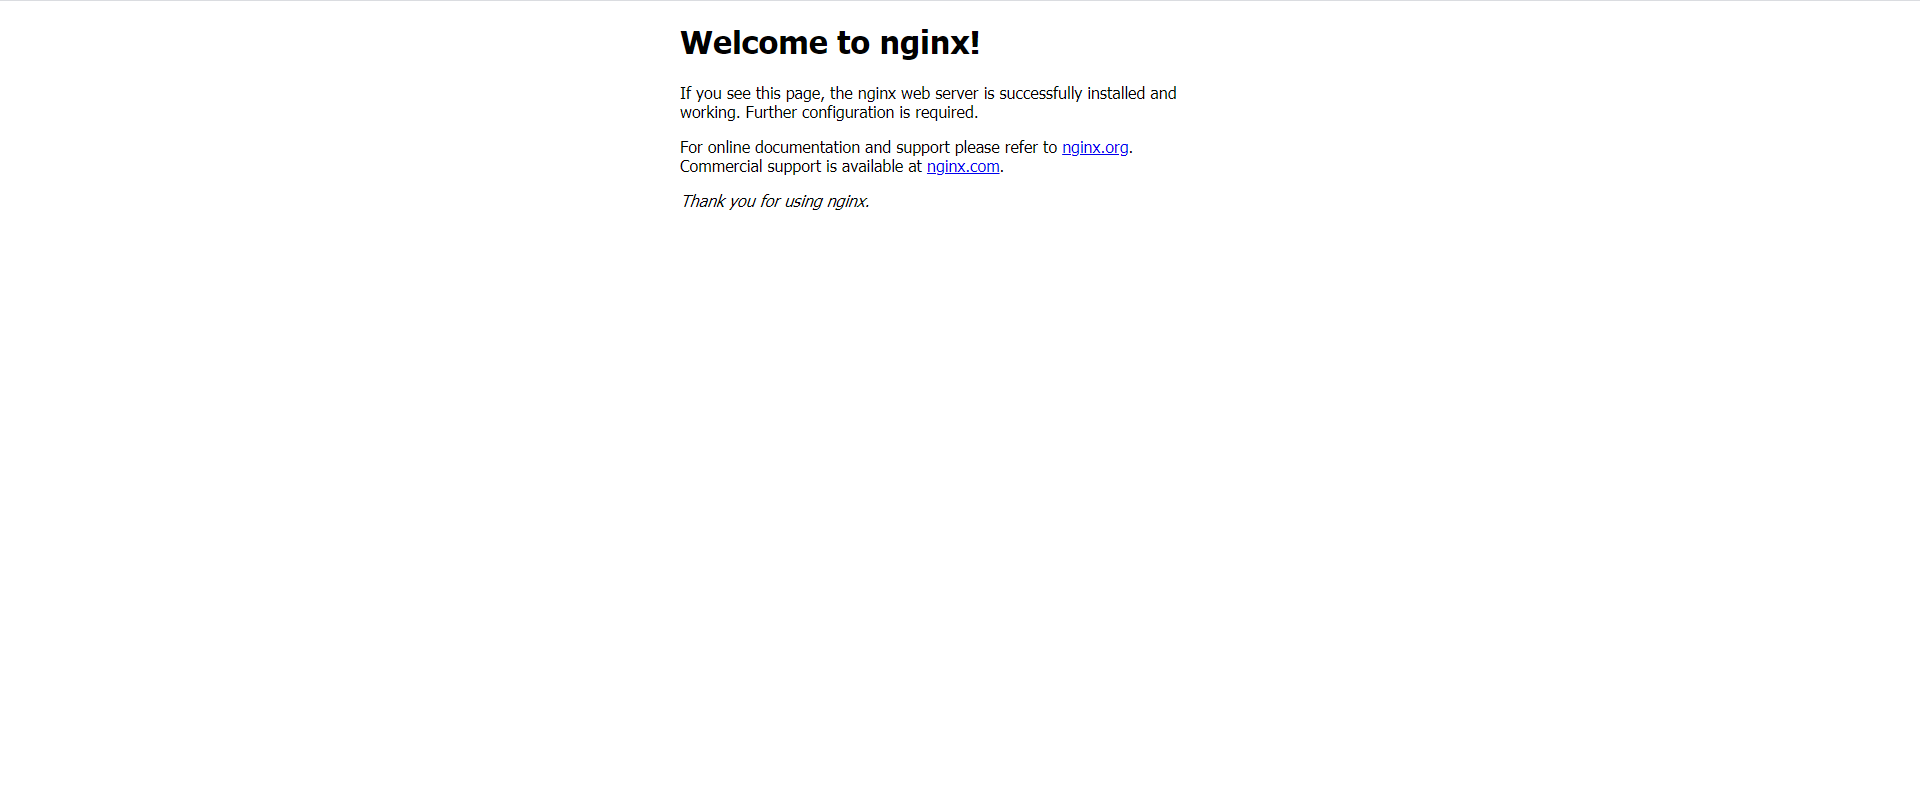 Welcome to nginx!
If you see this page, the nginx web server is successfully installed and
working. Further configuration is required.
For online documentation and support please refer to nginx.org.
Commercial support is available at nginx.com.
Thank you for using nginx.